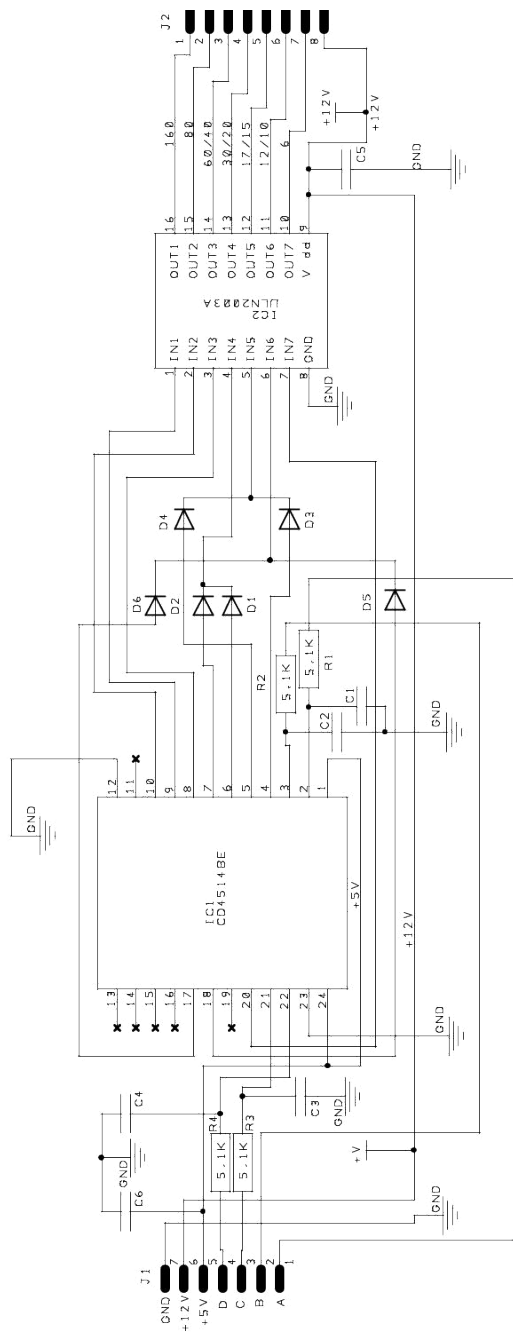 J2
1
2
3
4
5
6
7
8
160
80
60/40
30/20
17/15
12/10
6
+12V
+12V
C5
GND
16
15
14
13
12
11
10
9
OUT1
OUT2
OUT3
OUT4
OUT5
OUT6
OUT7
V dd
IC2
ULN2003A
IN1
IN2
IN3
IN4
IN5
IN6
IN7
GND
1
2
3
4
5
6
7
8
GND
D4
D3
D6
D2
D1
D5
R2
5,1K
5,1K
R1
C2
C1
GND
GND
12
11
10
9
8
7
6
5
4
3
2
1
IC1
CD4514BE
+5V
+12V
13
14
15
16
17
18
19
20
21
22
23
24
GND
C4
GND
C6
R4
5,1K
5,1K
R3
C3
GND
+V
GND
J1
GND 7
+12V 6
+5V 5
D 4
C 3
B 2
A 1